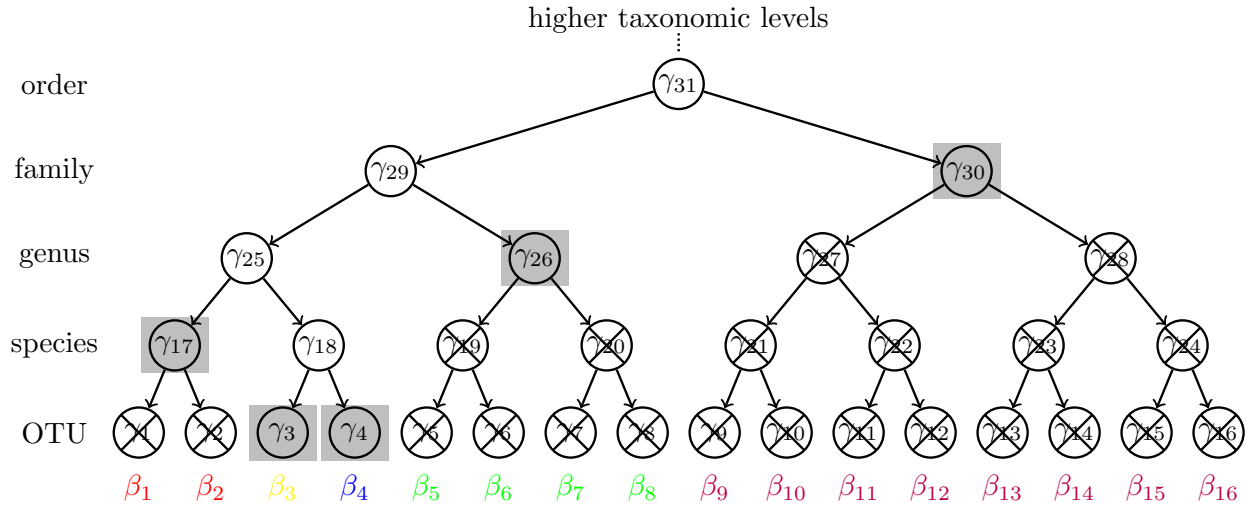 higher taxonomic levels
order γ31
family γ29 γ30
genus γ25 γ26 γ27 γ28
species γ17 γ18 γ19 γ20 γ21 γ22 γ23 γ24
OTU γ1 γ2 γ3 γ4 γ5 γ6 γ7 γ8 γ9 γ10 γ11 γ12 γ13 γ14 γ15 γ16
β1 β2 β3 β4 β5 β6 β7 β8 β9 β10 β11 β12 β13 β14 β15 β16